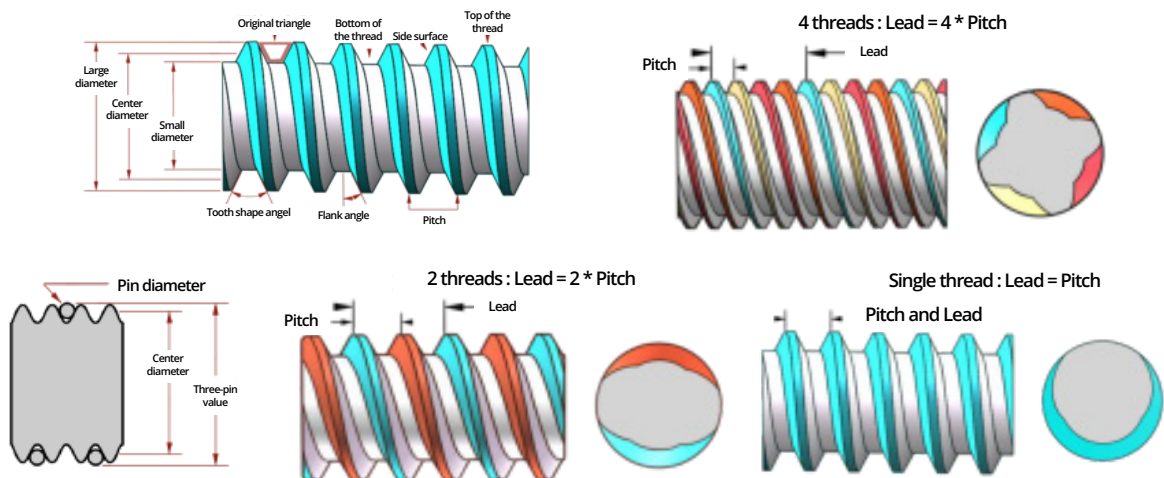 Original triangle
Bottom of
the thread
Side surface
Top of the
thread
Large
diameter
Center
diameter
Small
diameter
Tooth shape angel
Flank angle
Pitch
4 threads : Lead = 4 * Pitch
Lead
Pitch
Pin diameter
Center
diameter
Three-pin
value
2 threads : Lead = 2 * Pitch
Lead
Pitch
Single thread : Lead = Pitch
Pitch and Lead